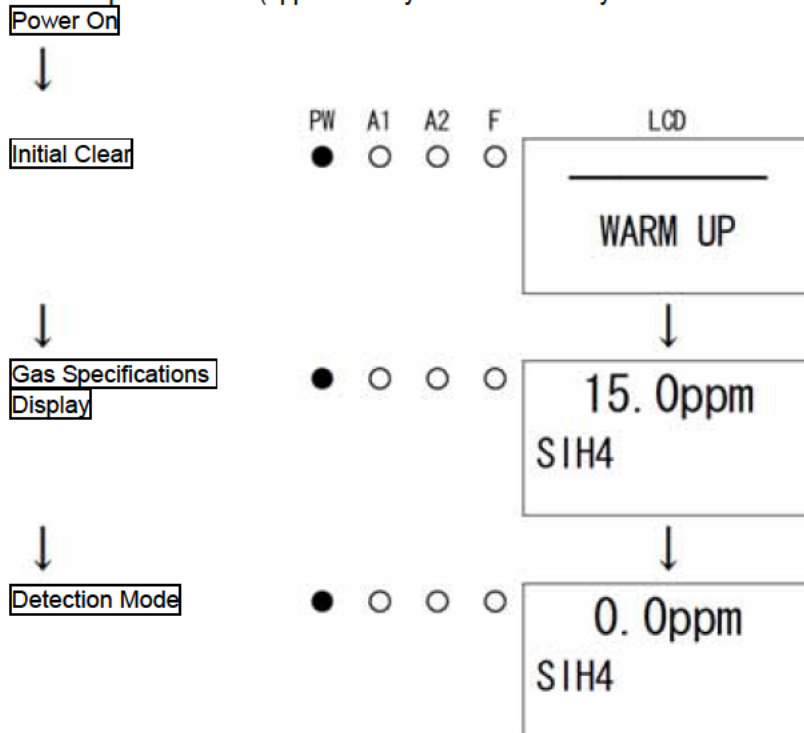 Power On
↓
PW A1 A2 F LCD
Initial Clear
WARM UP
↓ ↓
Gas Specifications
Display
15.0ppm
SIH4
↓ ↓
Detection Mode
0.0ppm
SIH4